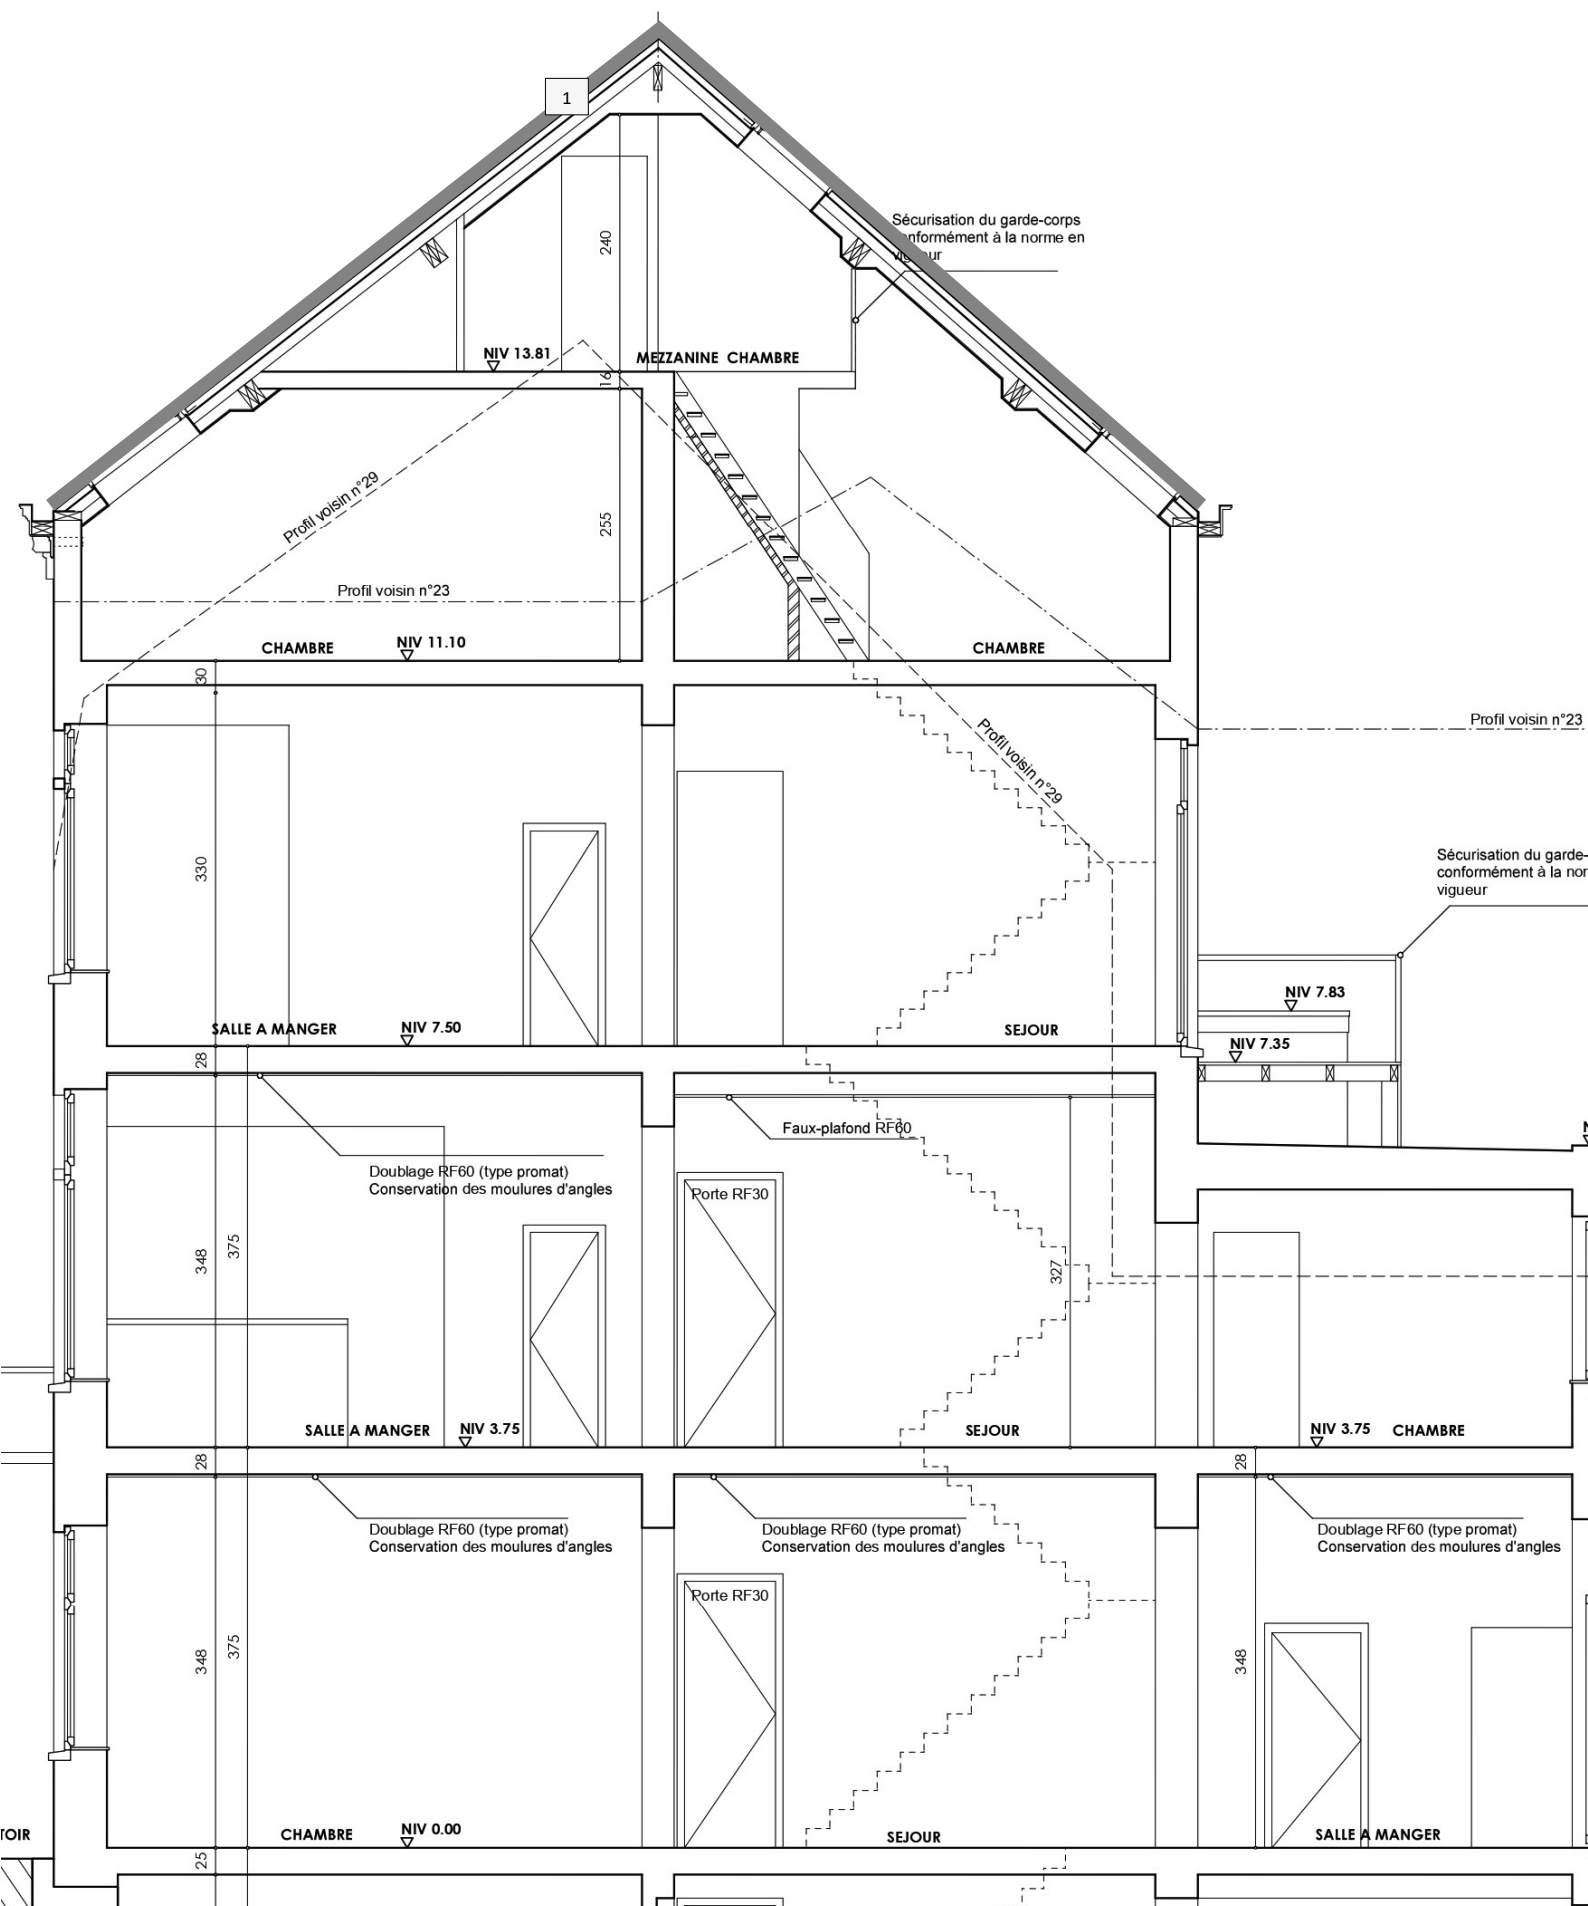 1
Sécurisation du garde-corps
conformément à la norme en
vigueur
240
NIV 13.81
MEZZANINE CHAMBRE
16
Profil voisin n°29
255
Profil voisin n°23
CHAMBRE
NIV 11.10
CHAMBRE
30
Profil voisin n°23
Profil voisin n°29
330
Sécurisation du garde-
conformément à la nor
vigueur
NIV 7.83
SALLE A MANGER
NIV 7.50
SEJOUR
NIV 7.35
28
Faux-plafond RF60
Doublage RF60 (type promat)
Conservation des moulures d'angles
Porte RF30
348
375
327
SALLE A MANGER
NIV 3.75
SEJOUR
NIV 3.75
CHAMBRE
28
28
Doublage RF60 (type promat)
Conservation des moulures d'angles
Doublage RF60 (type promat)
Conservation des moulures d'angles
Doublage RF60 (type promat)
Conservation des moulures d'angles
Porte RF30
348
375
348
TOIR
CHAMBRE
NIV 0.00
SEJOUR
SALLE A MANGER
25